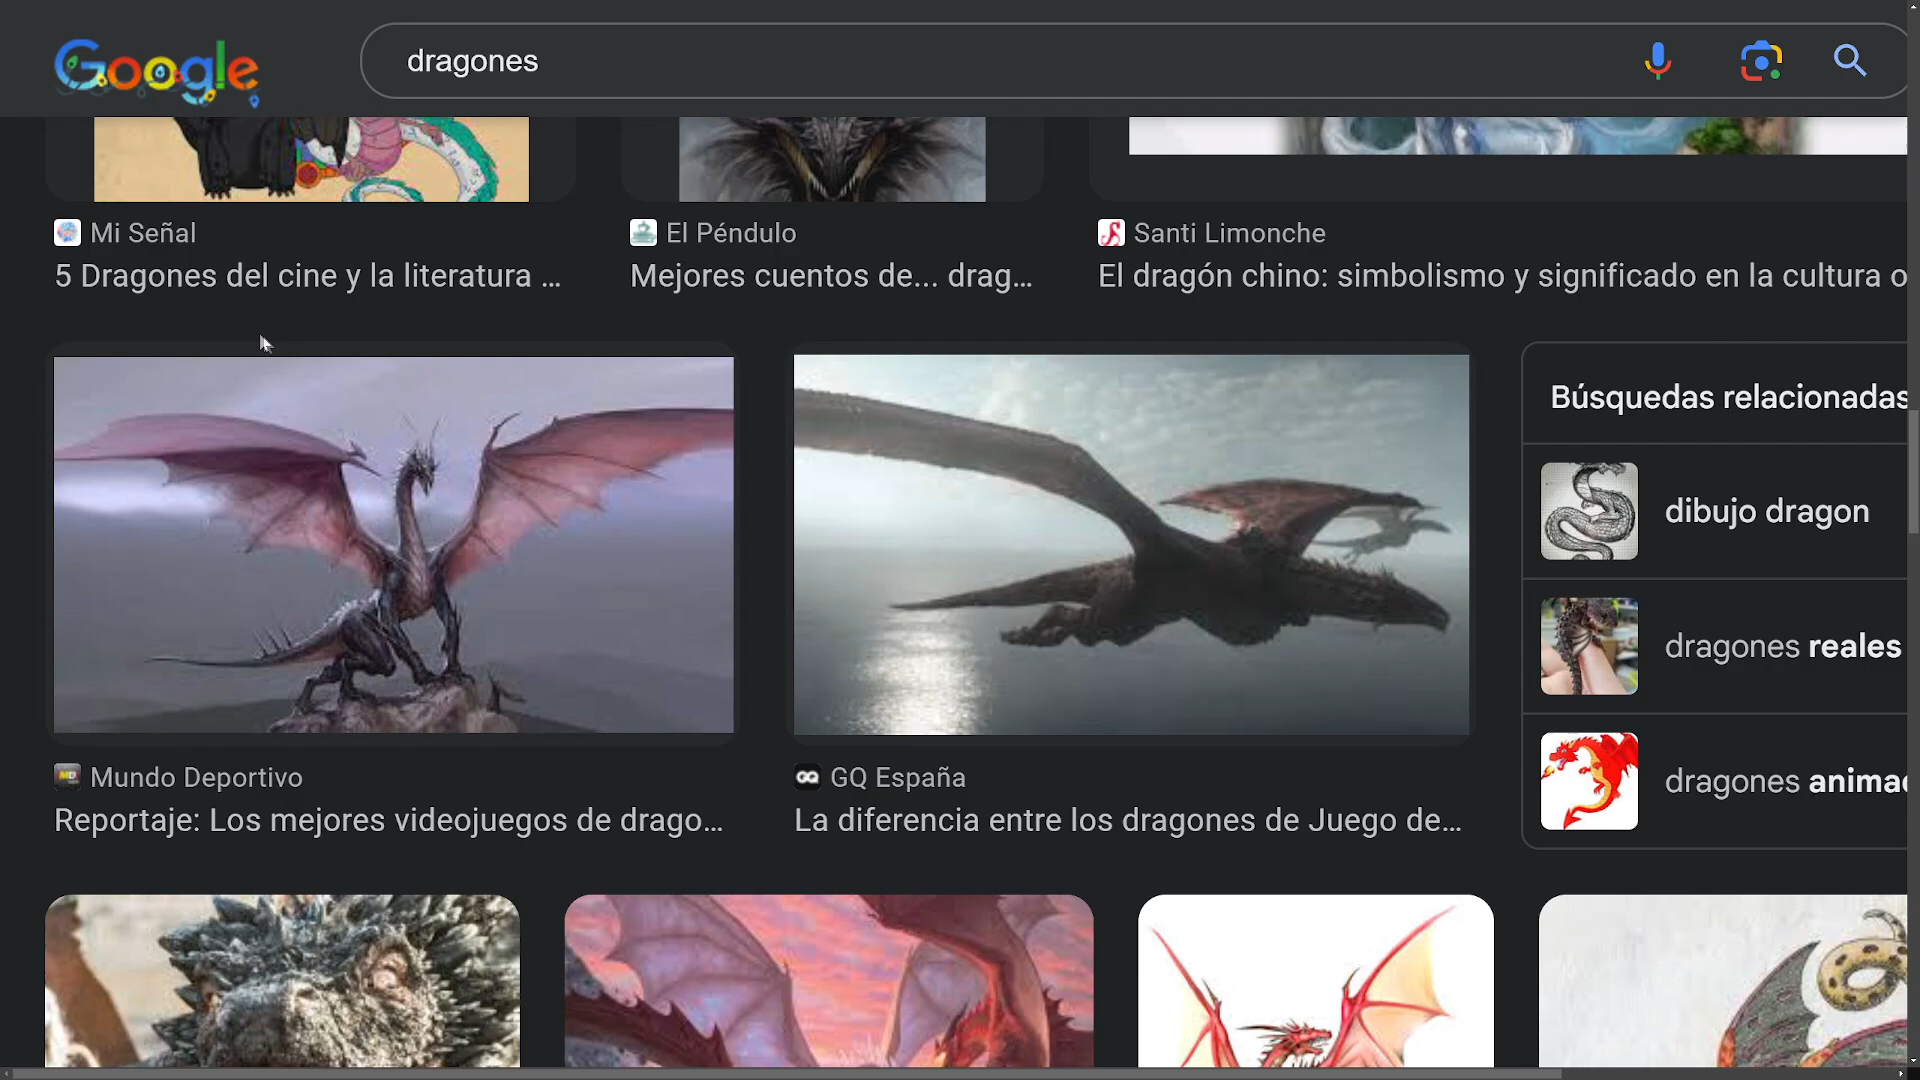 Google
dragones
Mi Señal
5 Dragones del cine y la literatura ...
El Péndulo
Mejores cuentos de... drag...
Santi Limonche
El dragón chino: simbolismo y significado en la cultura o
Mundo Deportivo
Reportaje: Los mejores videojuegos de drago...
GQ España
La diferencia entre los dragones de Juego de...
Búsquedas relacionadas
dibujo dragon
dragones reales
dragones anima